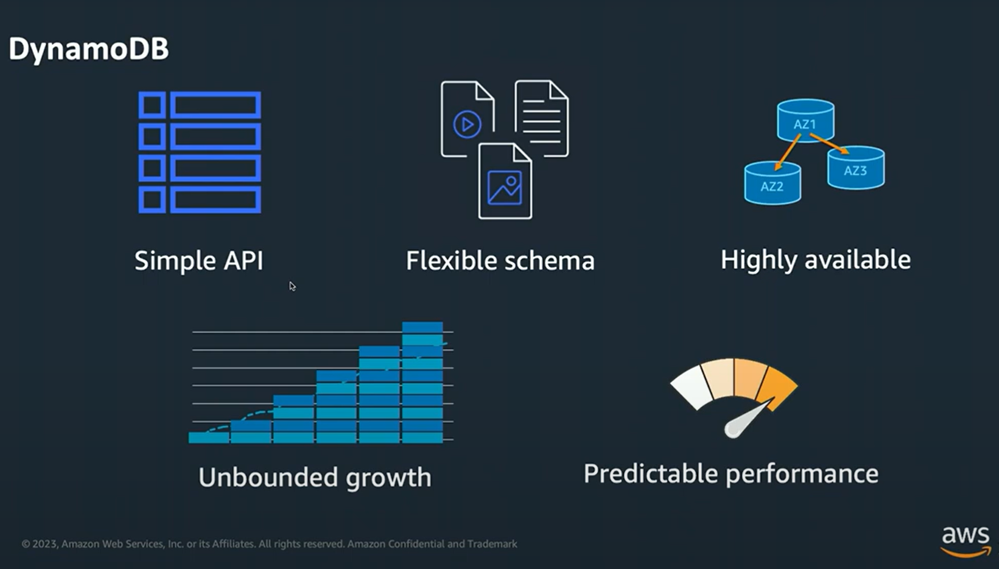 DynamoDB
AZ1
AZ2
AZ3
Simple API
Flexible schema
Highly available
Unbounded growth
Predictable performance
© 2023, Amazon Web Services, Inc. or its Affiliates. All rights reserved. Amazon Confidential and Trademark
aws